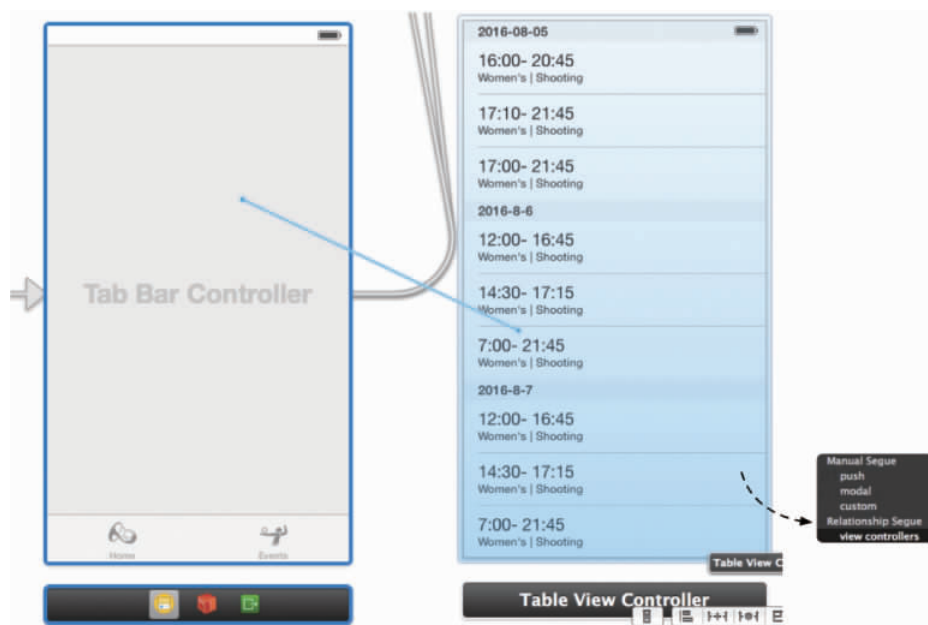 Tab Bar Controller
Home
Events
2016-08-05
16:00- 20:45
Women's | Shooting
17:10- 21:45
Women's | Shooting
17:00- 21:45
Women's | Shooting
2016-8-6
12:00- 16:45
Women's | Shooting
14:30- 17:15
Women's | Shooting
7:00- 21:45
Women's | Shooting
2016-8-7
12:00- 16:45
Women's | Shooting
14:30- 17:15
Women's | Shooting
7:00- 21:45
Women's | Shooting
Table View C
Table View Controller
Manual Segue
push
modal
custom
Relationship Segue
view controllers